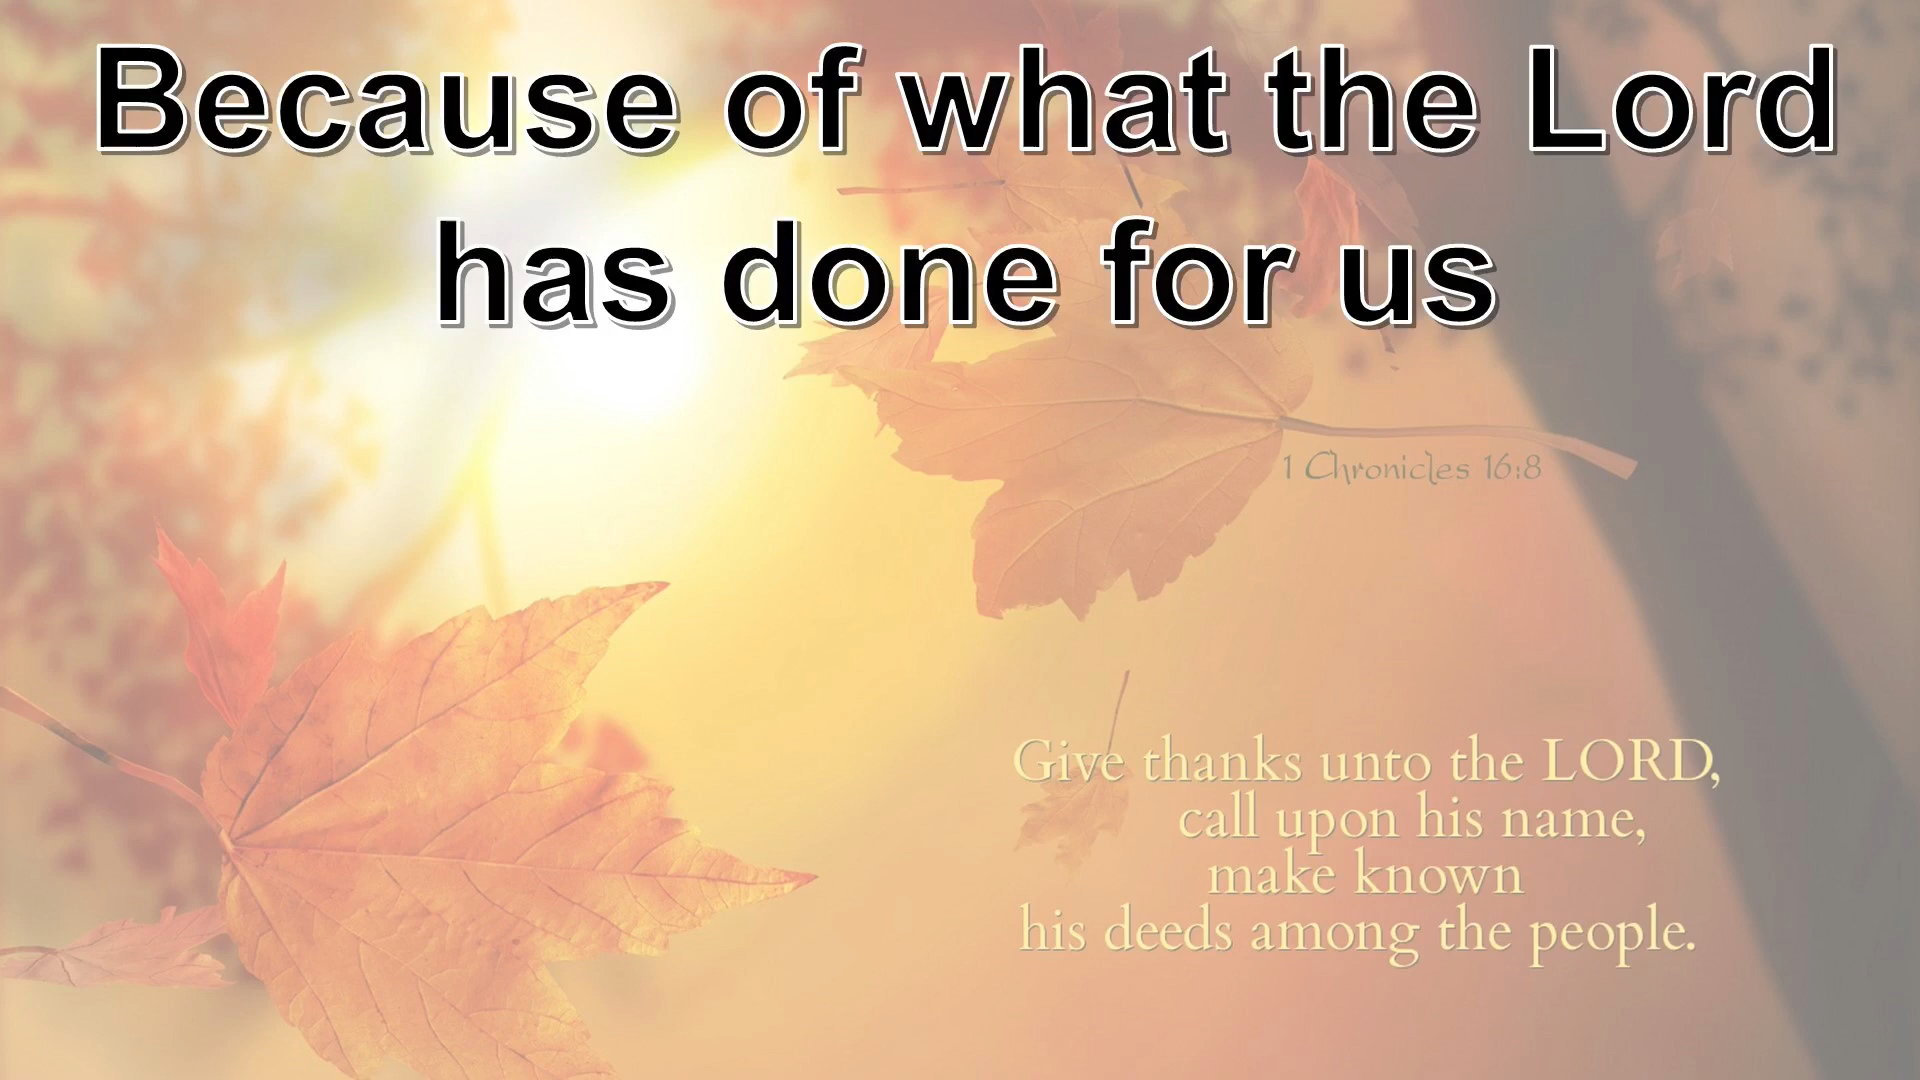 Because of what the Lord
has done for us
1 Chronicles 16:8
Give thanks unto the LORD,
call upon his name,
make known
his deeds among the people.